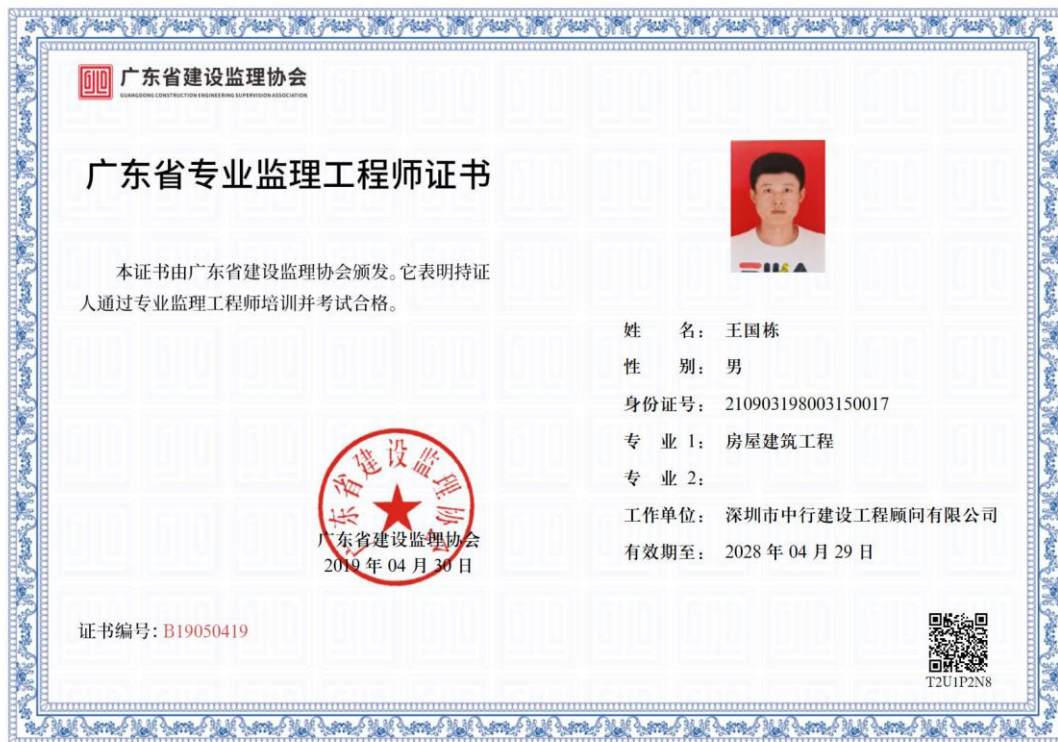 广东省建设监理协会
GUANGDONG CONSTRUCTION ENGINEERING SUPERVISION ASSOCIATION
广东省专业监理工程师证书
本证书由广东省建设监理协会颁发。它表明持证
人通过专业监理工程师培训并考试合格。
姓 名: 王国栋
性 别: 男
身份证号: 210903198003150017
专 业 1: 房屋建筑工程
专 业 2:
工作单位: 深圳市中行建设工程顾问有限公司
有效期至: 2028 年 04 月 29 日
广东省建设监理协会
广东省建设监理协会
2019 年 04 月 30 日
证书编号: B19050419
T2U1P2N8